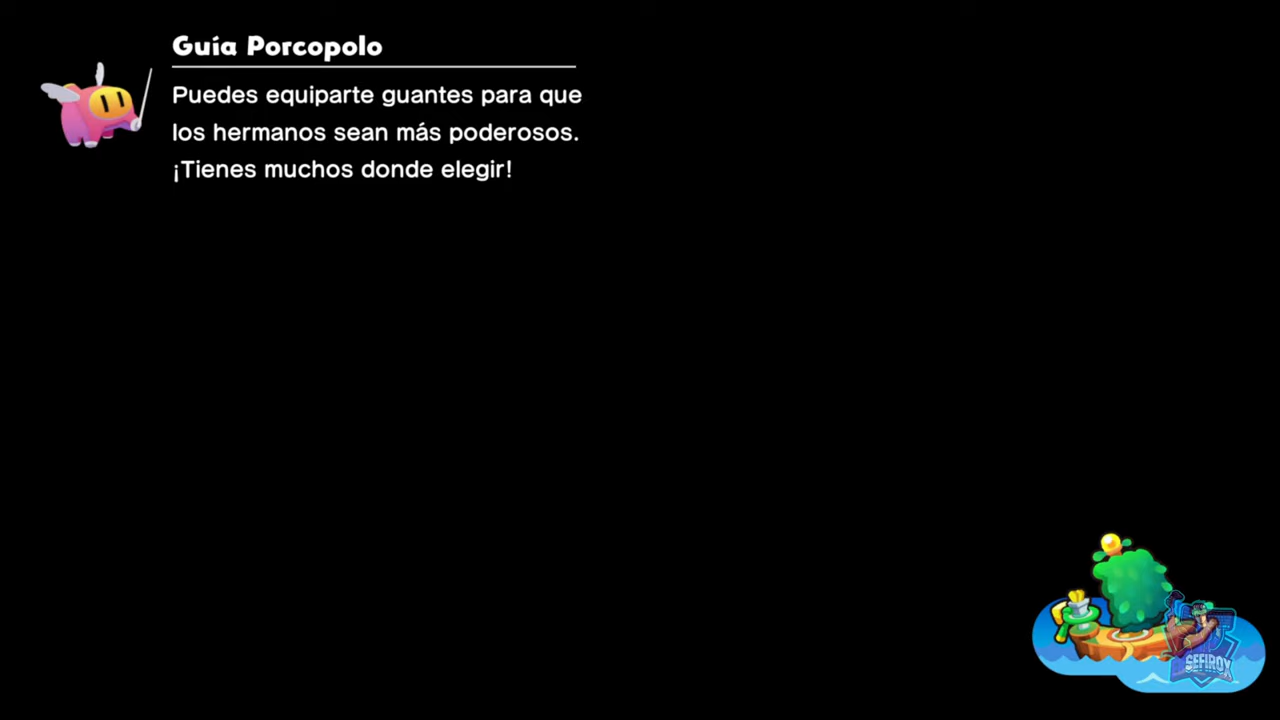 Guía Porcopolo
Puedes equiparte guantes para que
los hermanos sean más poderosos.
¡Tienes muchos donde elegir!
SEFIROX